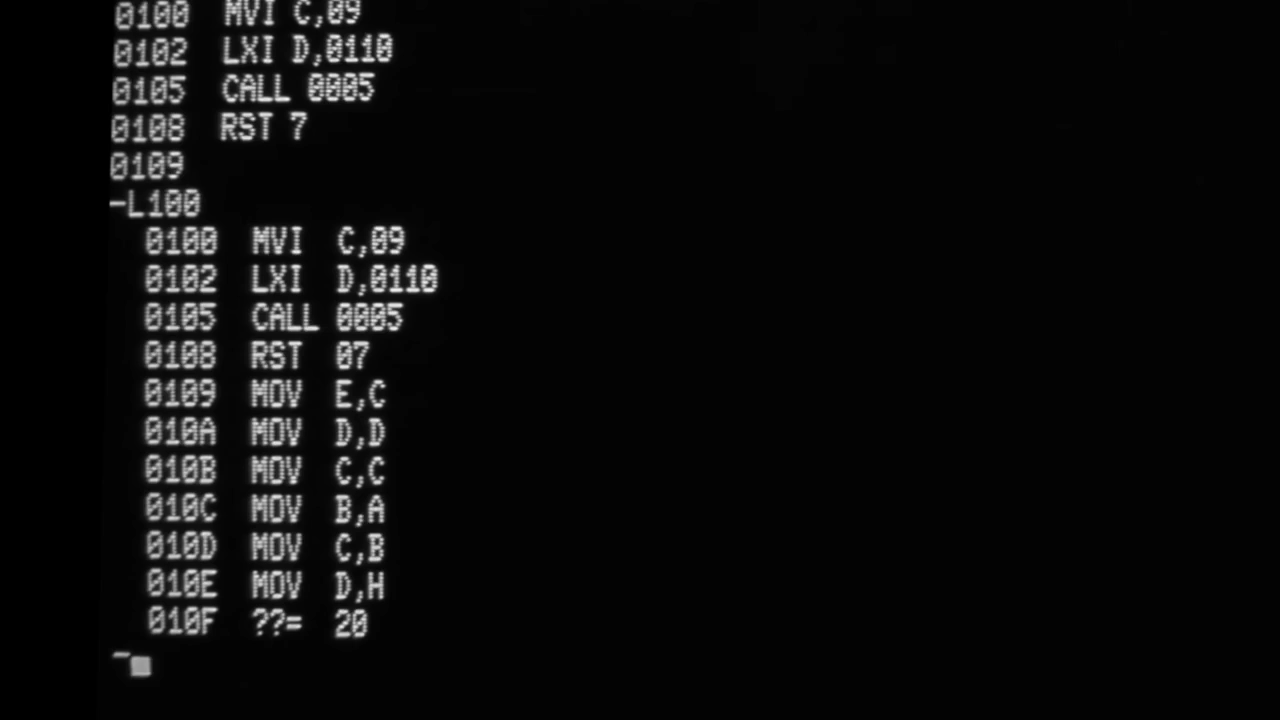 0100 MVI C,09
0102 LXI D,0110
0105 CALL 0005
0108 RST 7
0109
-L100
0100 MVI C,09
0102 LXI D,0110
0105 CALL 0005
0108 RST 07
0109 MOV E,C
010A MOV D,D
010B MOV C,C
010C MOV B,A
010D MOV C,B
010E MOV D,H
010F ??= 20
-